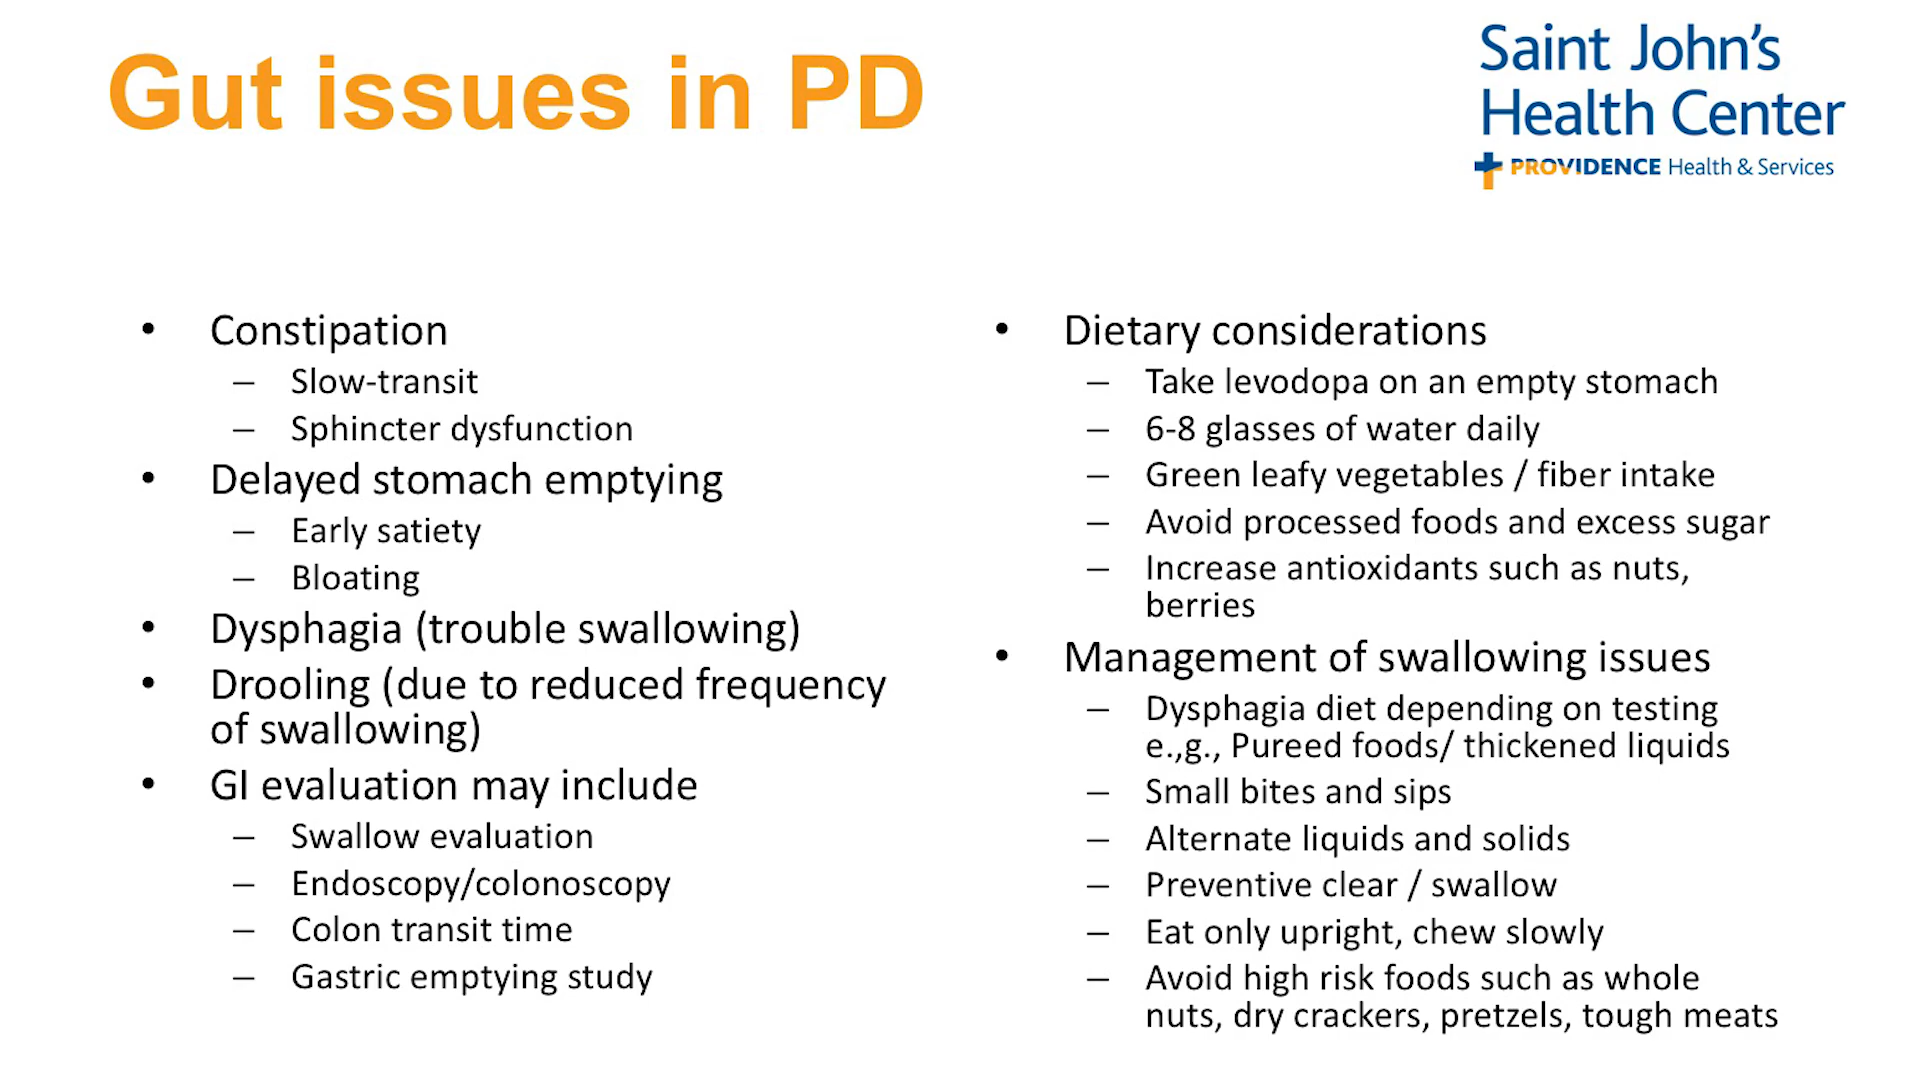 Gut issues in PD
Saint John's
Health Center
PROVIDENCE Health & Services
• Constipation
– Slow-transit
– Sphincter dysfunction
• Delayed stomach emptying
– Early satiety
– Bloating
• Dysphagia (trouble swallowing)
• Drooling (due to reduced frequency
of swallowing)
• GI evaluation may include
– Swallow evaluation
– Endoscopy/colonoscopy
– Colon transit time
– Gastric emptying study
• Dietary considerations
– Take levodopa on an empty stomach
– 6-8 glasses of water daily
– Green leafy vegetables / fiber intake
– Avoid processed foods and excess sugar
– Increase antioxidants such as nuts,
berries
• Management of swallowing issues
– Dysphagia diet depending on testing
e.,g., Pureed foods/ thickened liquids
– Small bites and sips
– Alternate liquids and solids
– Preventive clear / swallow
– Eat only upright, chew slowly
– Avoid high risk foods such as whole
nuts, dry crackers, pretzels, tough meats